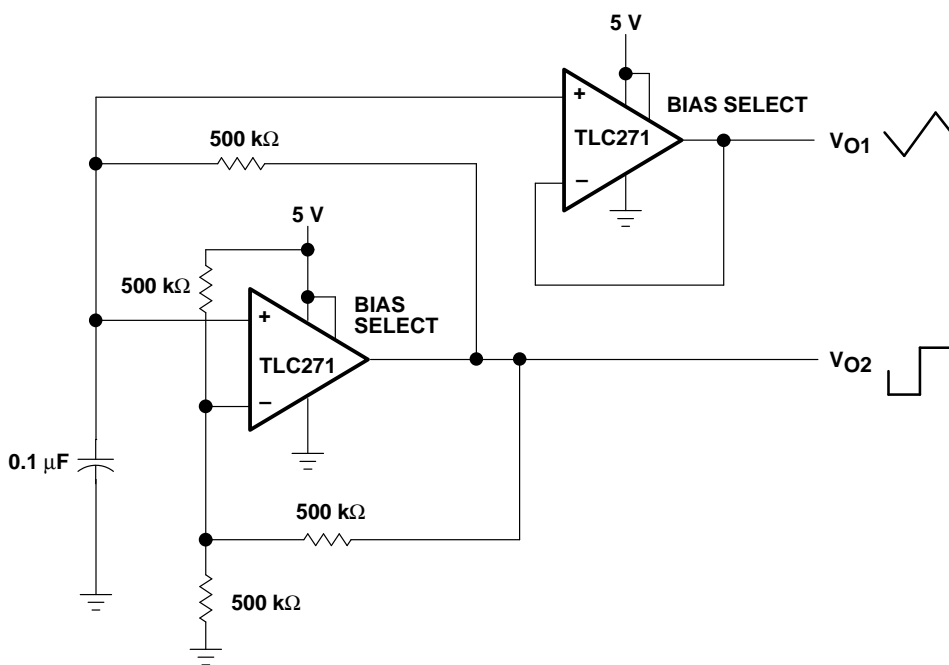 5 V
+
BIAS SELECT
TLC271
−
VO1
500 kΩ
5 V
500 kΩ
BIAS
SELECT
+
TLC271
−
VO2
0.1 μF
500 kΩ
500 kΩ